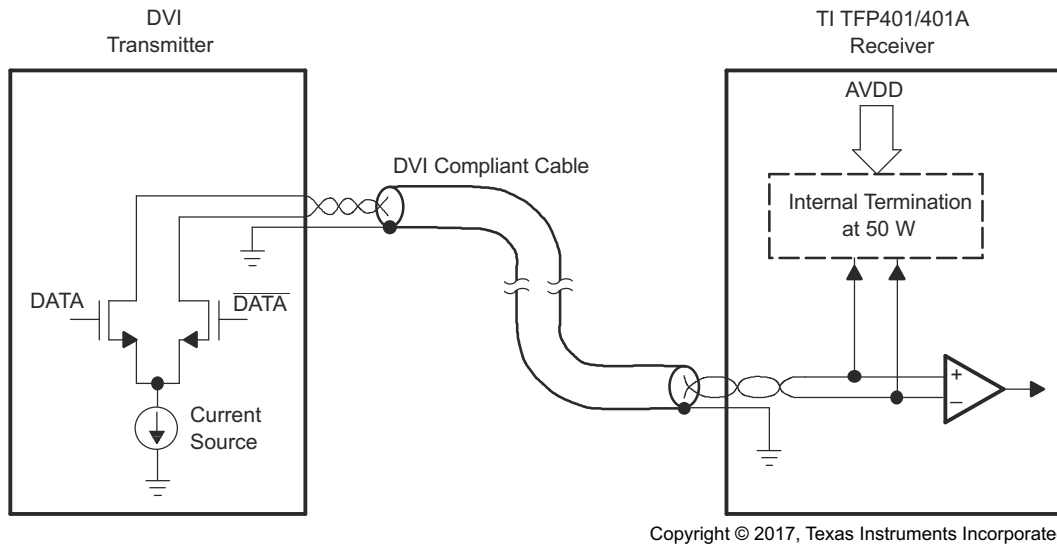 DVI
Transmitter
TI TFP401/401A
Receiver
AVDD
DVI Compliant Cable
Internal Termination
at 50 W
DATA
DATA
+
−
Current
Source
Copyright © 2017, Texas Instruments Incorporate